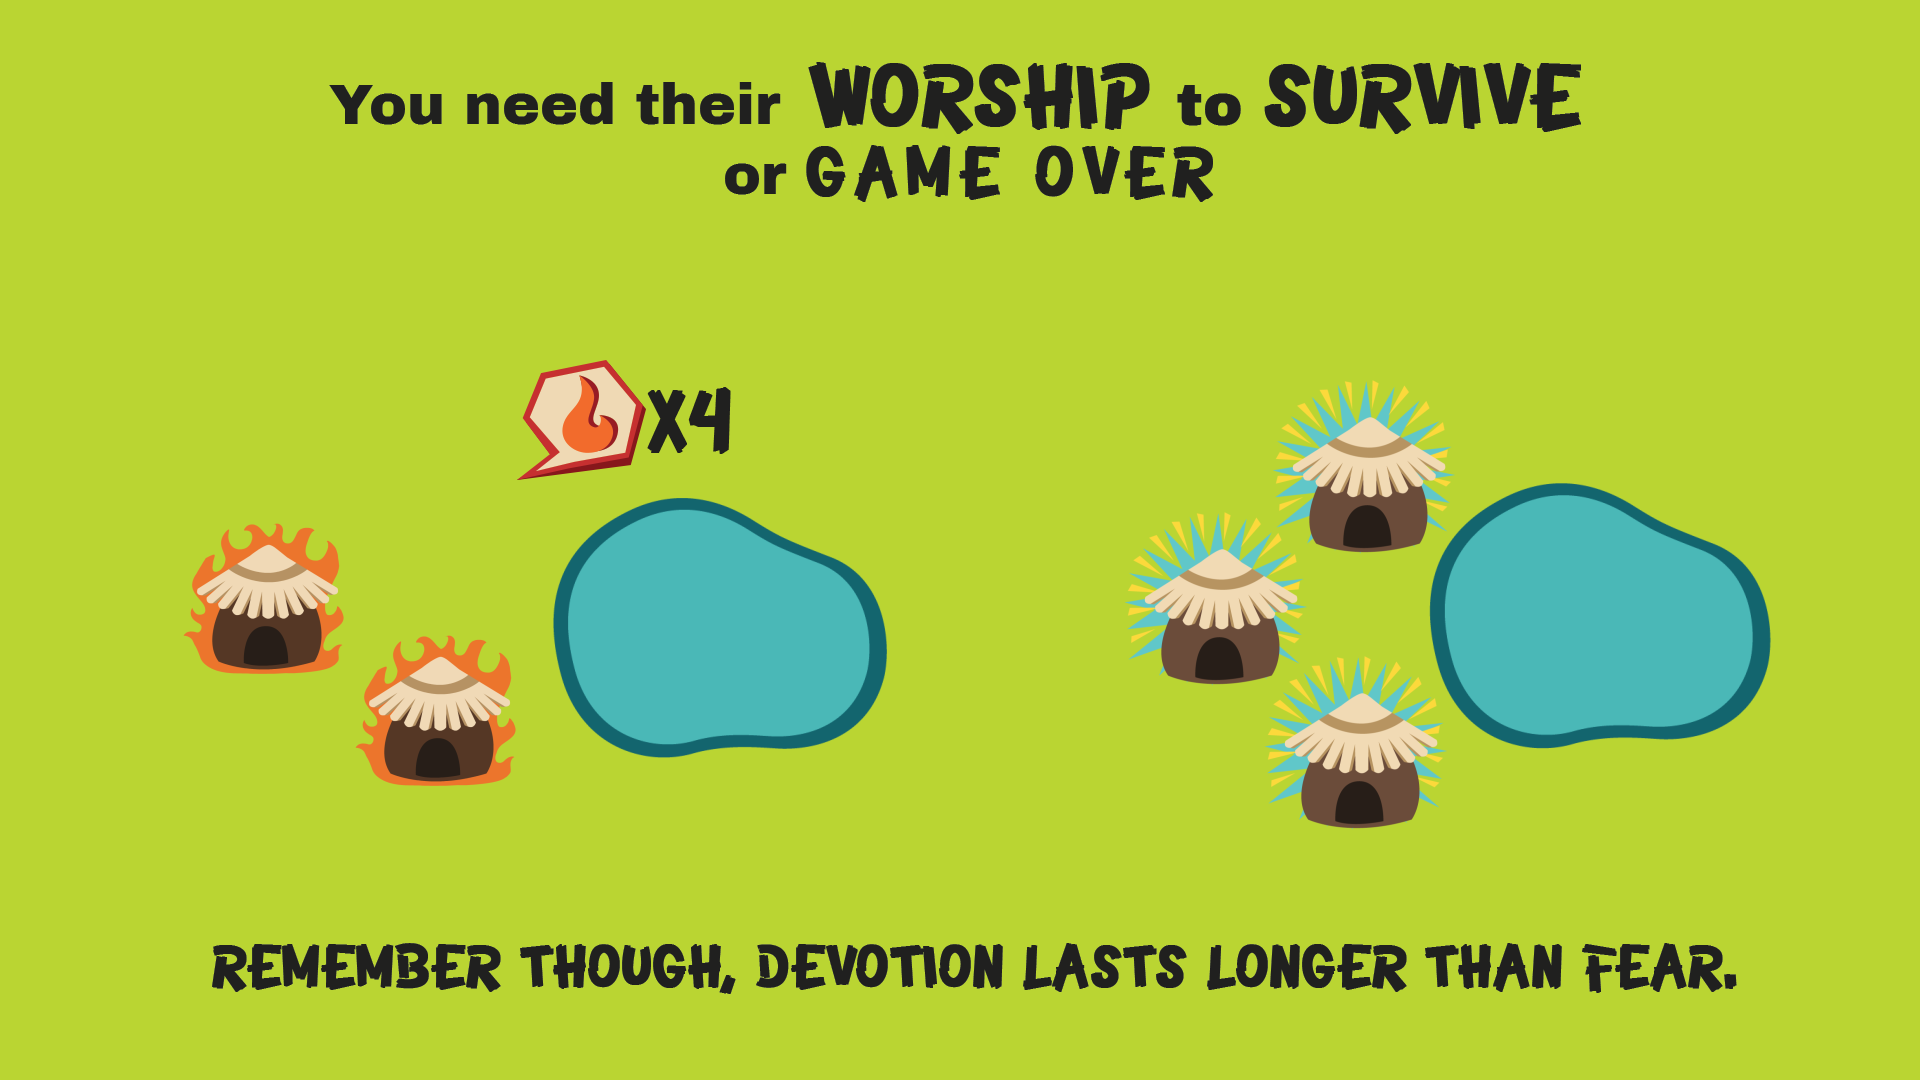 You need their WORSHIP to SURVIVE
or GAME OVER
X4
REMEMBER THOUGH, DEVOTION LASTS LONGER THAN FEAR.